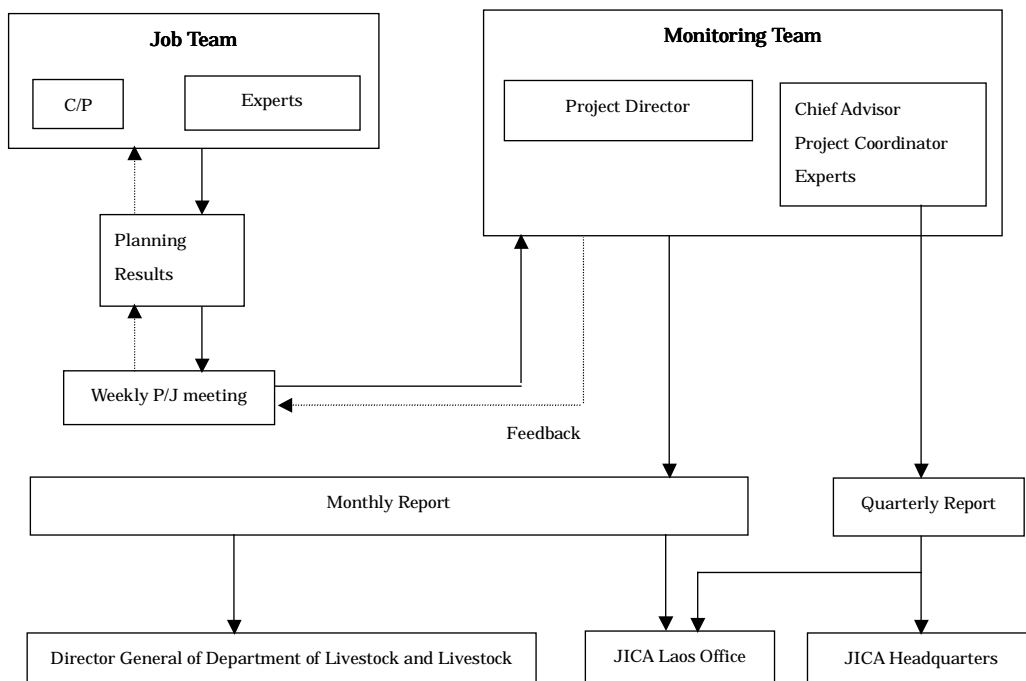 Job Team
C/P
Experts
Monitoring Team
Project Director
Chief Advisor
Project Coordinator
Experts
Planning
Results
Weekly P/J meeting
Feedback
Monthly Report
Quarterly Report
Director General of Department of Livestock and Livestock
JICA Laos Office
JICA Headquarters